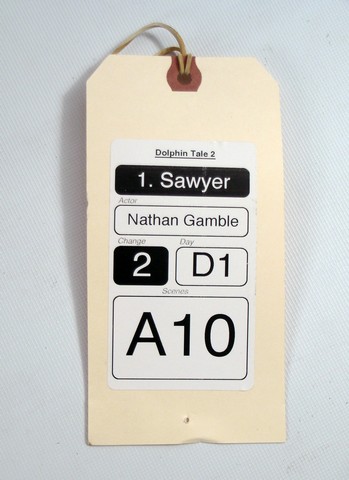 Dolphin Tale 2
1. Sawyer
Actor
Nathan Gamble
Change Day
2 D1
Scenes
A10